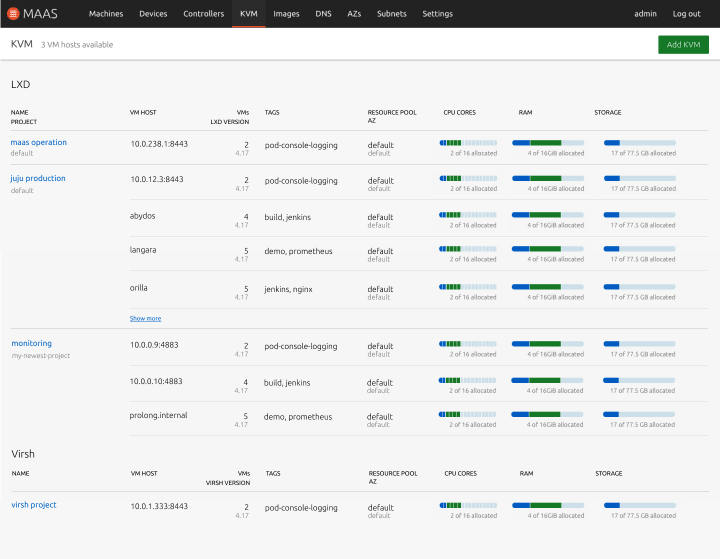 MAAS Machines Devices Controllers KVM Images DNS AZs Subnets Settings admin Log out
KVM 3 VM hosts available Add KVM
LXD
NAME VM HOST VMs TAGS RESOURCE POOL CPU CORES RAM STORAGE
PROJECT LXD VERSION AZ
maas operation 10.0.238.1:8443 2 pod-console-logging default
default 4.17 default 2 of 16 allocated 4 of 16GiB allocated 17 of 77.5 GB allocated
juju production 10.0.12.3:8443 2 pod-console-logging default
default 4.17 default 2 of 16 allocated 4 of 16GiB allocated 17 of 77.5 GB allocated
abydos 4 build, jenkins default
4.17 default 2 of 16 allocated 4 of 16GiB allocated 17 of 77.5 GB allocated
langara 5 demo, prometheus default
4.17 default 2 of 16 allocated 4 of 16GiB allocated 17 of 77.5 GB allocated
orilla 5 jenkins, nginx default
4.17 default 2 of 16 allocated 4 of 16GiB allocated 17 of 77.5 GB allocated
Show more
monitoring 10.0.0.9:4883 2 pod-console-logging default
my-newest-project 4.17 default 2 of 16 allocated 4 of 16GiB allocated 17 of 77.5 GB allocated
10.0.0.10:4883 4 build, jenkins default
4.17 default 2 of 16 allocated 4 of 16GiB allocated 17 of 77.5 GB allocated
prolong.internal 5 demo, prometheus default
4.17 default 2 of 16 allocated 4 of 16GiB allocated 17 of 77.5 GB allocated
Virsh
NAME VM HOST VMs TAGS RESOURCE POOL CPU CORES RAM STORAGE
VIRSH VERSION AZ
virsh project 10.0.1.333:8443 2 pod-console-logging default
4.17 default 2 of 16 allocated 4 of 16GiB allocated 17 of 77.5 GB allocated